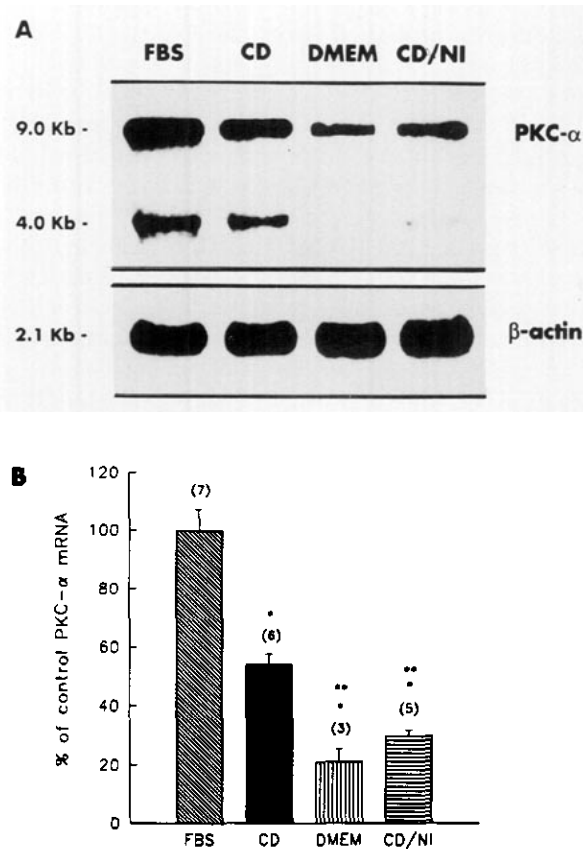 A
FBS CD DMEM CD/NI
9.0 Kb - PKC-α
4.0 Kb -
2.1 Kb - β-actin
B
% of control PKC-α mRNA
120
100
80
60
40
20
0
(7)
*
(6)
**
*
(3)
**
*
(5)
FBS CD DMEM CD/NI